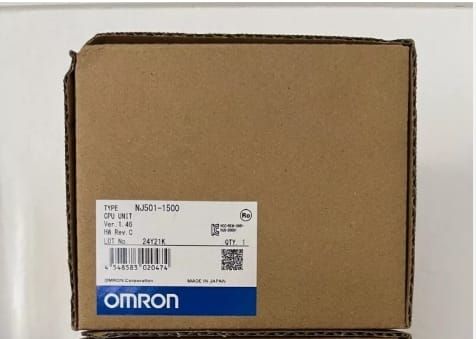 TYPE NJ501-1500
CPU UNIT
Ver.1.46
HW Rev.C
LOT No. 24Y21K QTY 1
4 548583 020474
OMRON Corporation MADE IN JAPAN
OMRON